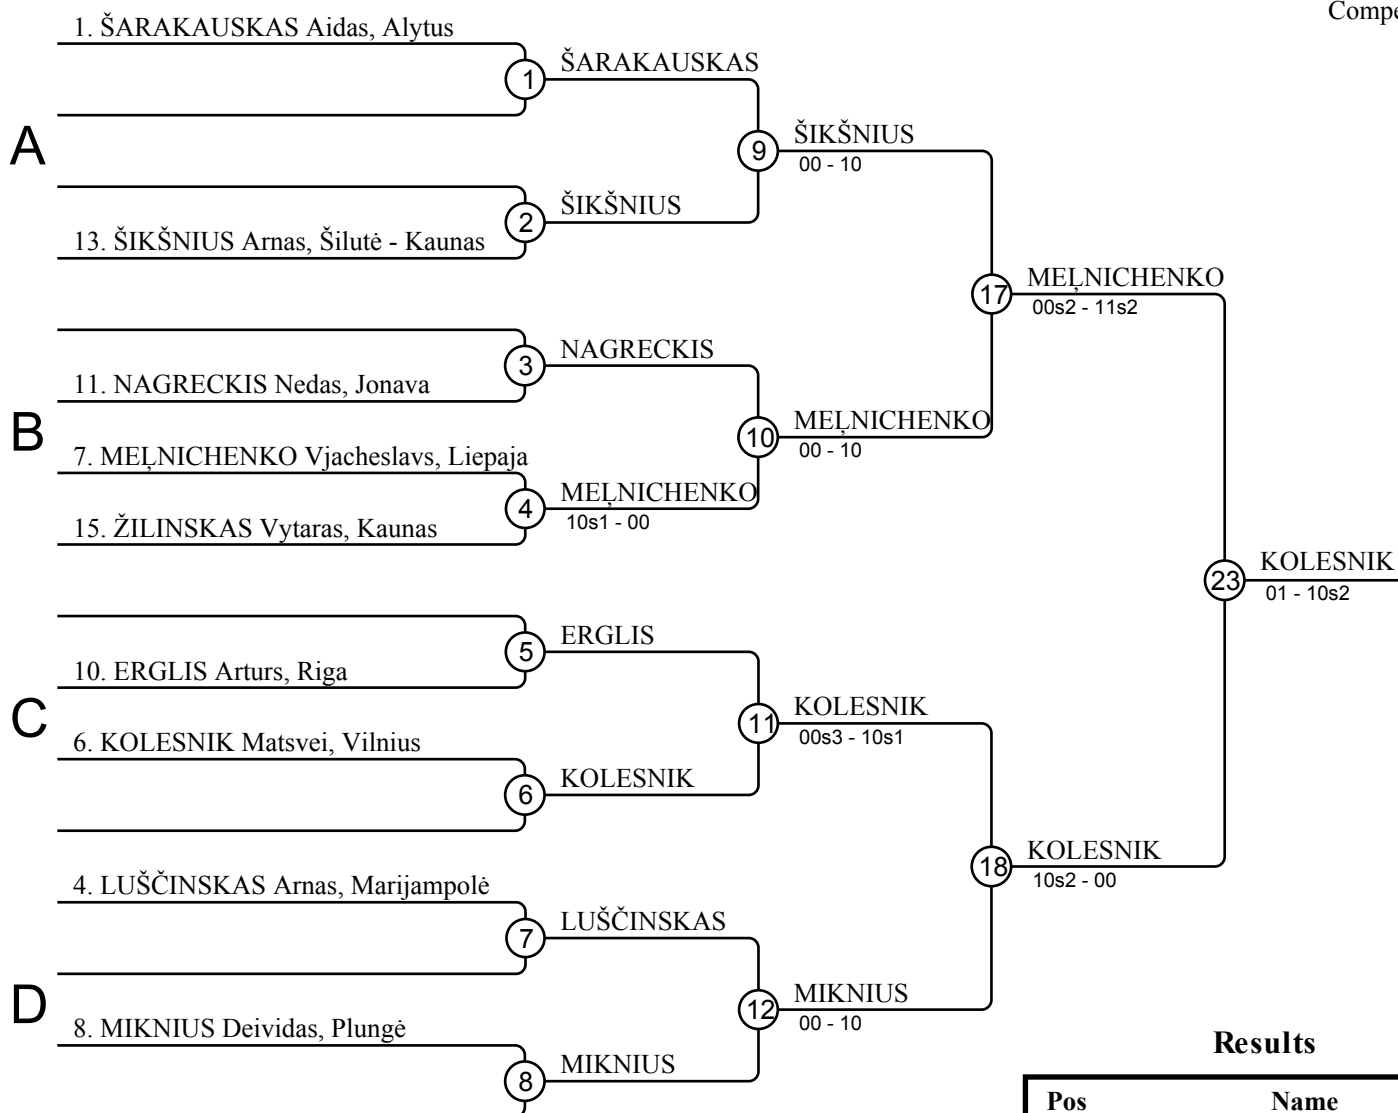 Compe
1. ŠARAKAUSKAS Aidas, Alytus
1
ŠARAKAUSKAS
A
9
ŠIKŠNIUS
00 - 10
2
ŠIKŠNIUS
13. ŠIKŠNIUS Arnas, Šilutė - Kaunas
17
MEĻNICHENKO
00s2 - 11s2
3
NAGRECKIS
11. NAGRECKIS Nedas, Jonava
B
10
MEĻNICHENKO
00 - 10
7. MEĻNICHENKO Vjacheslavs, Liepaja
4
MEĻNICHENKO
10s1 - 00
15. ŽILINSKAS Vytaras, Kaunas
23
KOLESNIK
01 - 10s2
5
ERGLIS
10. ERGLIS Arturs, Riga
C
11
KOLESNIK
00s3 - 10s1
6. KOLESNIK Matsvei, Vilnius
6
KOLESNIK
18
KOLESNIK
10s2 - 00
4. LUŠČINSKAS Arnas, Marijampolė
7
LUŠČINSKAS
D
12
MIKNIUS
00 - 10
8. MIKNIUS Deividas, Plungė
8
MIKNIUS
Results
Pos Name